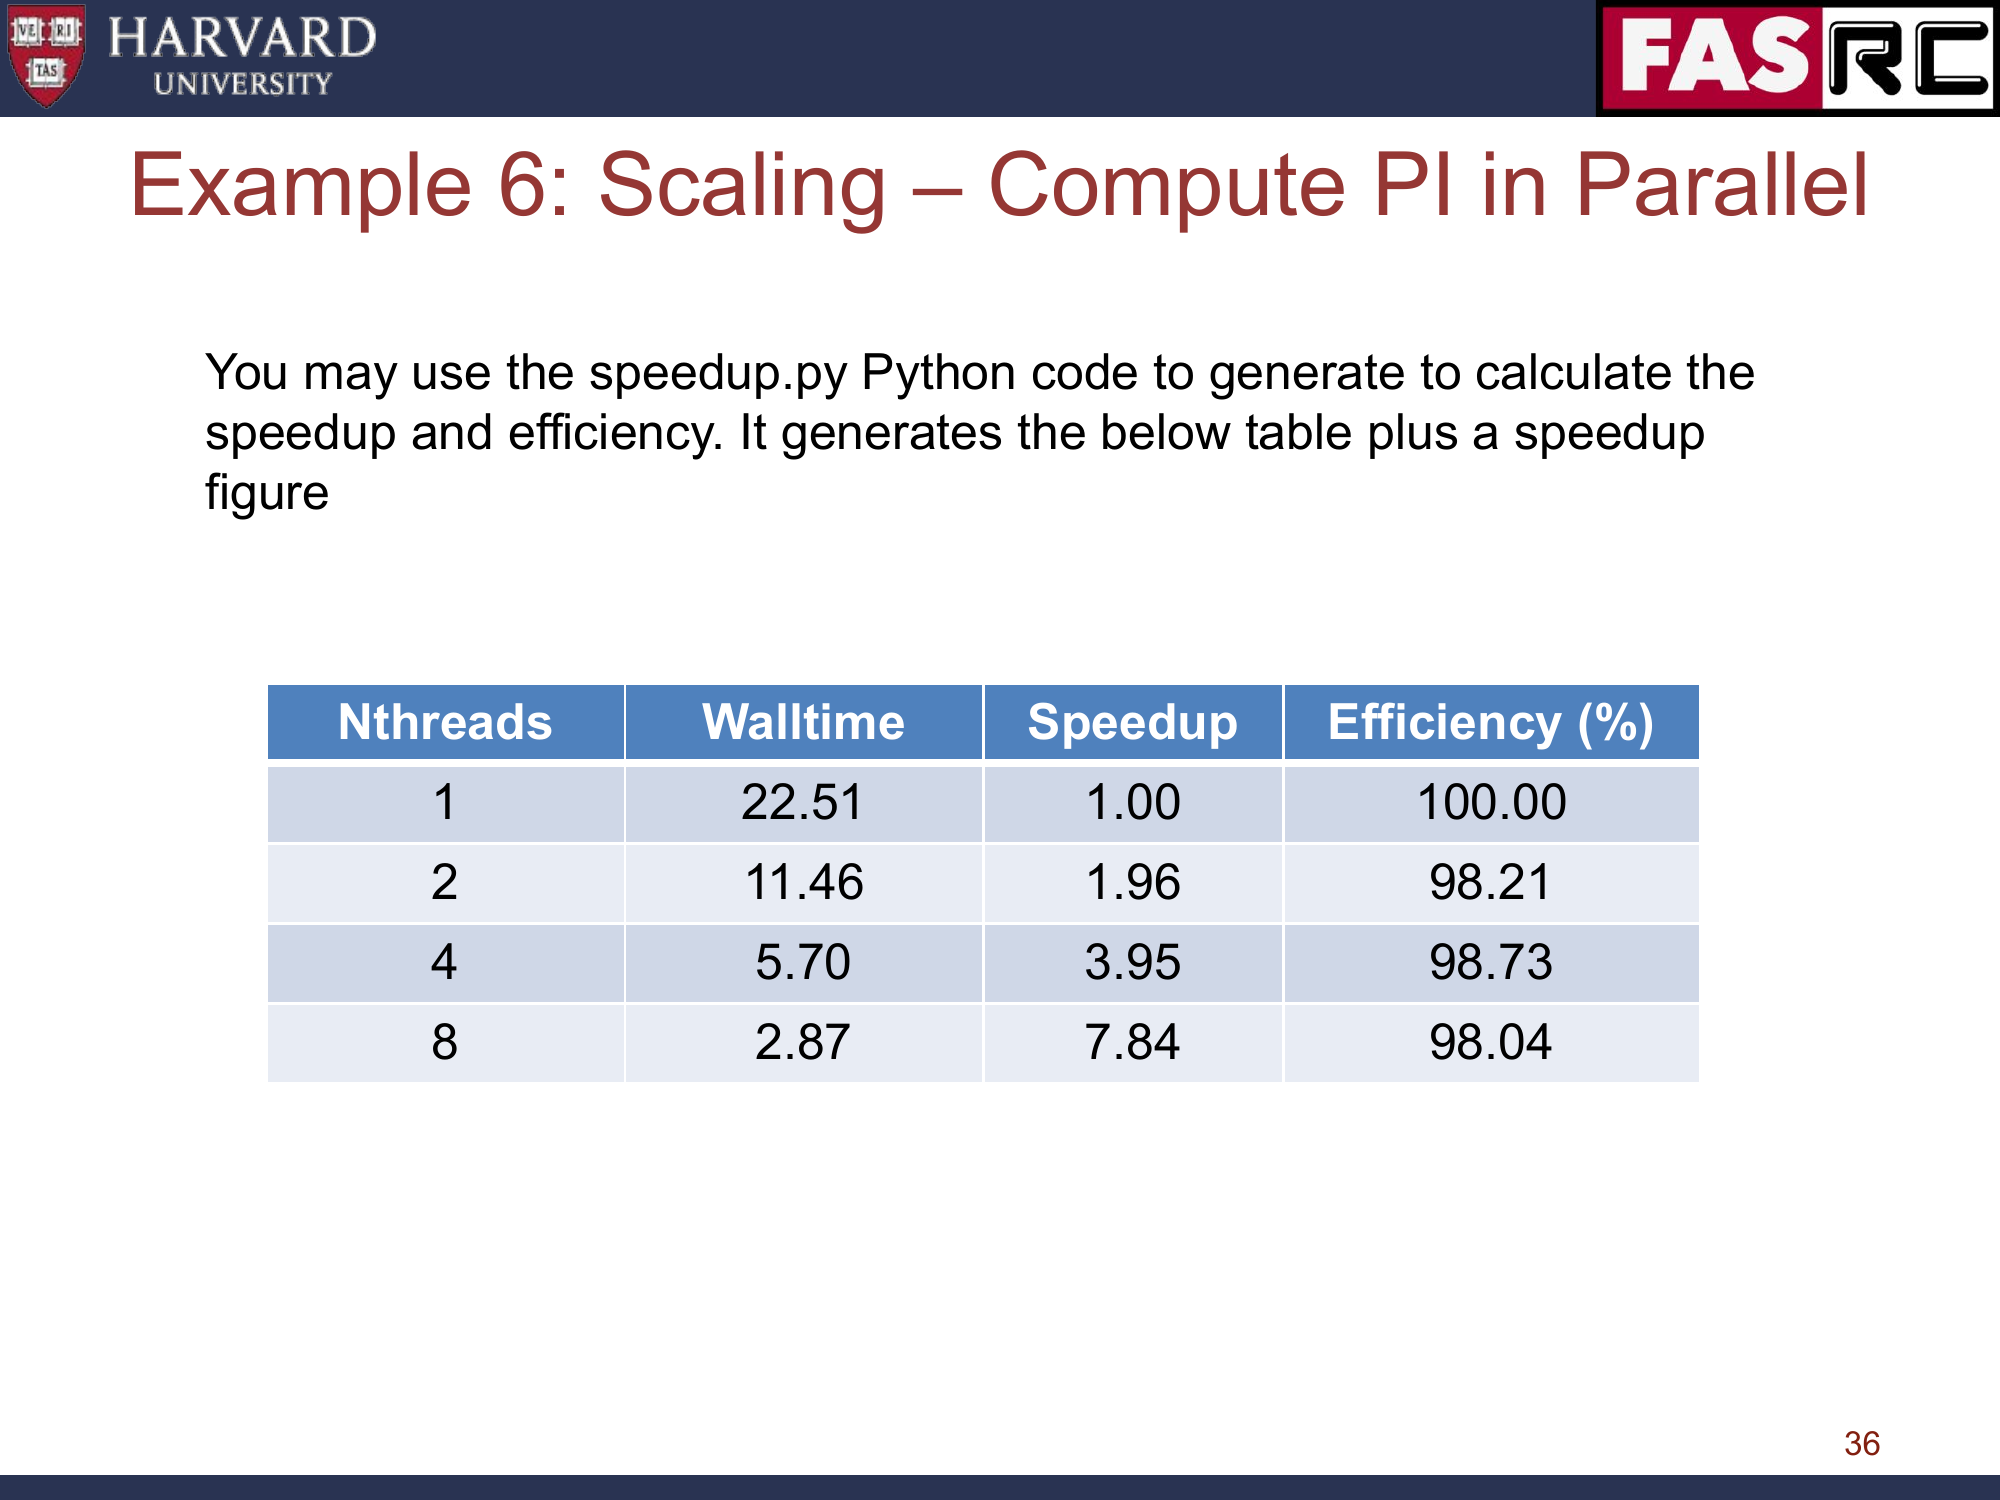 VE RI
TAS
HARVARD
UNIVERSITY
FAS RC
Example 6: Scaling – Compute PI in Parallel
You may use the speedup.py Python code to generate to calculate the
speedup and efficiency. It generates the below table plus a speedup
figure
Nthreads Walltime Speedup Efficiency (%)
1 22.51 1.00 100.00
2 11.46 1.96 98.21
4 5.70 3.95 98.73
8 2.87 7.84 98.04
36